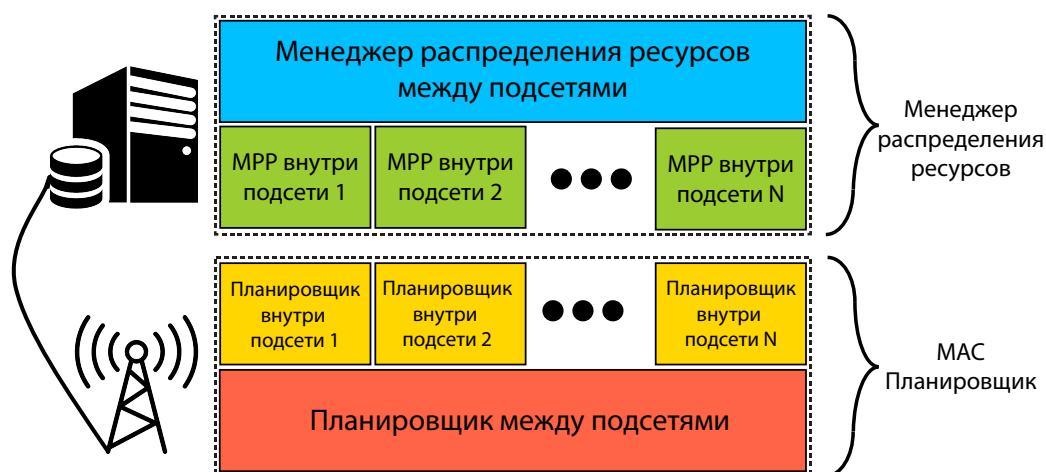 Менеджер распределения ресурсов
между подсетями
МРР внутри
подсети 1
МРР внутри
подсети 2
МРР внутри
подсети N
Менеджер
распределения
ресурсов
Планировщик
внутри
подсети 1
Планировщик
внутри
подсети 2
Планировщик
внутри
подсети N
Планировщик между подсетями
МАС
Планировщик